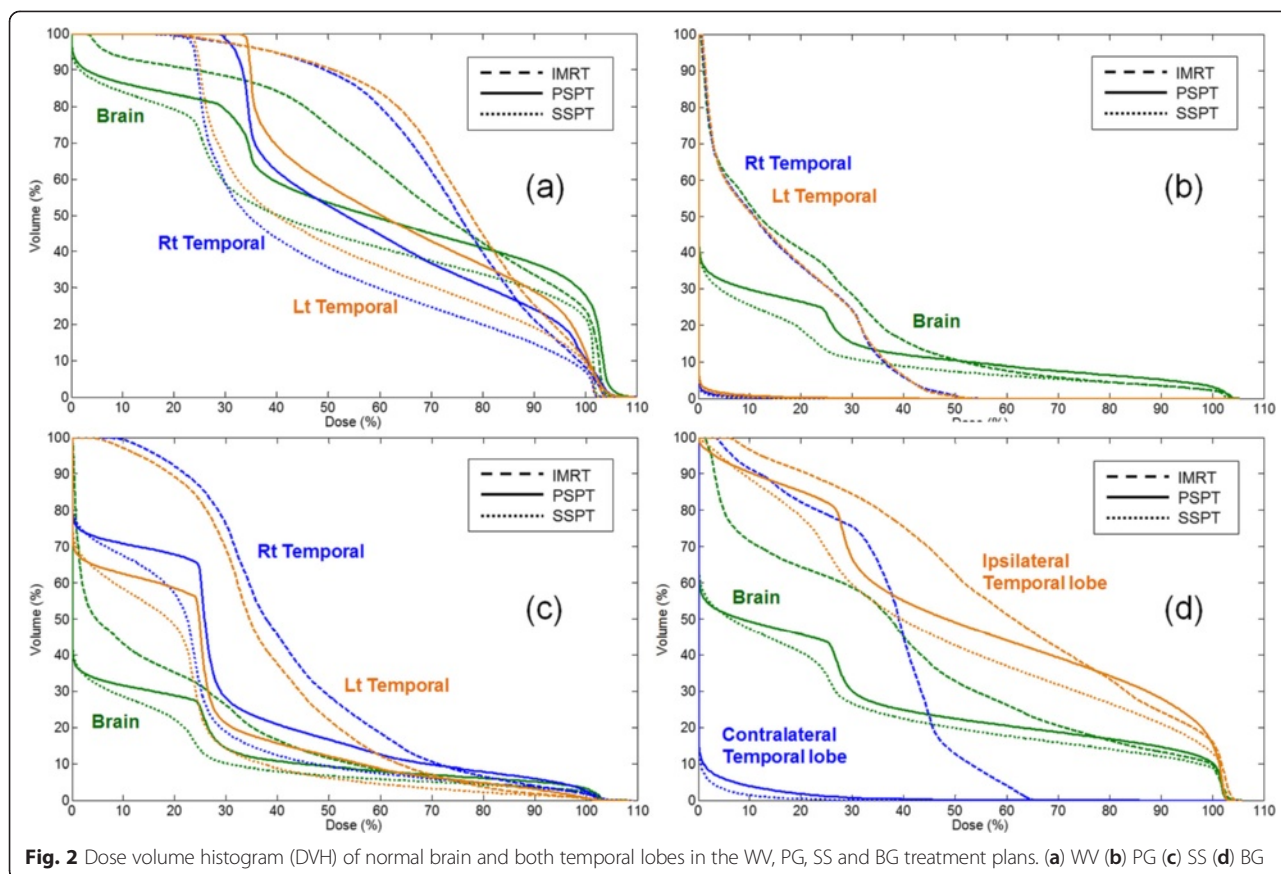 100
90
80
70
60
50
40
30
20
10
0
Volume (%)
0 10 20 30 40 50 60 70 80 90 100 110
Dose (%)
IMRT
PSPT
SSPT
Brain
(a)
Rt Temporal
Lt Temporal
100
90
80
70
60
50
40
30
20
10
0
Volume (%)
0 10 20 30 40 50 60 70 80 90 100 110
Dose (%)
IMRT
PSPT
SSPT
Rt Temporal
Lt Temporal
(b)
Brain
100
90
80
70
60
50
40
30
20
10
0
Volume (%)
0 10 20 30 40 50 60 70 80 90 100 110
Dose (%)
IMRT
PSPT
SSPT
Rt Temporal
(c)
Lt Temporal
Brain
100
90
80
70
60
50
40
30
20
10
0
Volume (%)
0 10 20 30 40 50 60 70 80 90 100 110
Dose (%)
IMRT
PSPT
SSPT
Ipsilateral
Temporal lobe
Brain
(d)
Contralateral
Temporal lobe
Fig. 2 Dose volume histogram (DVH) of normal brain and both temporal lobes in the WV, PG, SS and BG treatment plans. (a) WV (b) PG (c) SS (d) BG